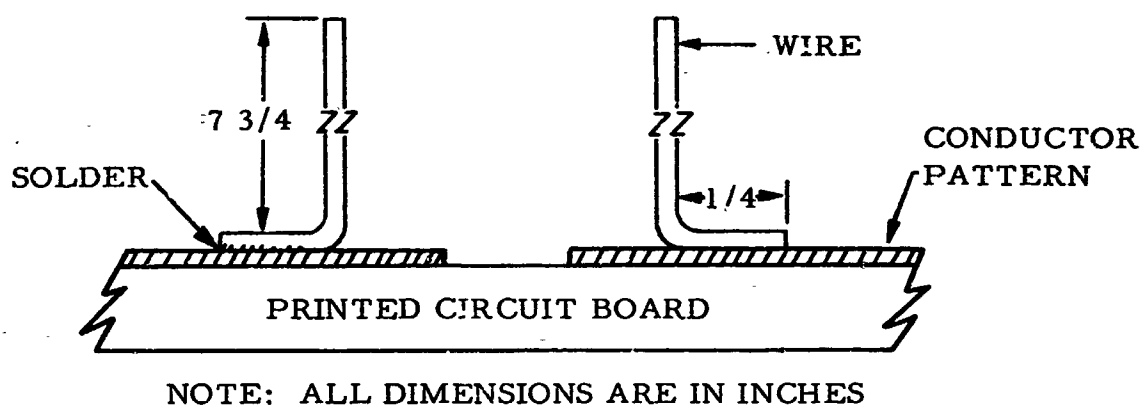 WIRE
7 3/4
CONDUCTOR
PATTERN
SOLDER
1/4
PRINTED CIRCUIT BOARD
NOTE: ALL DIMENSIONS ARE IN INCHES